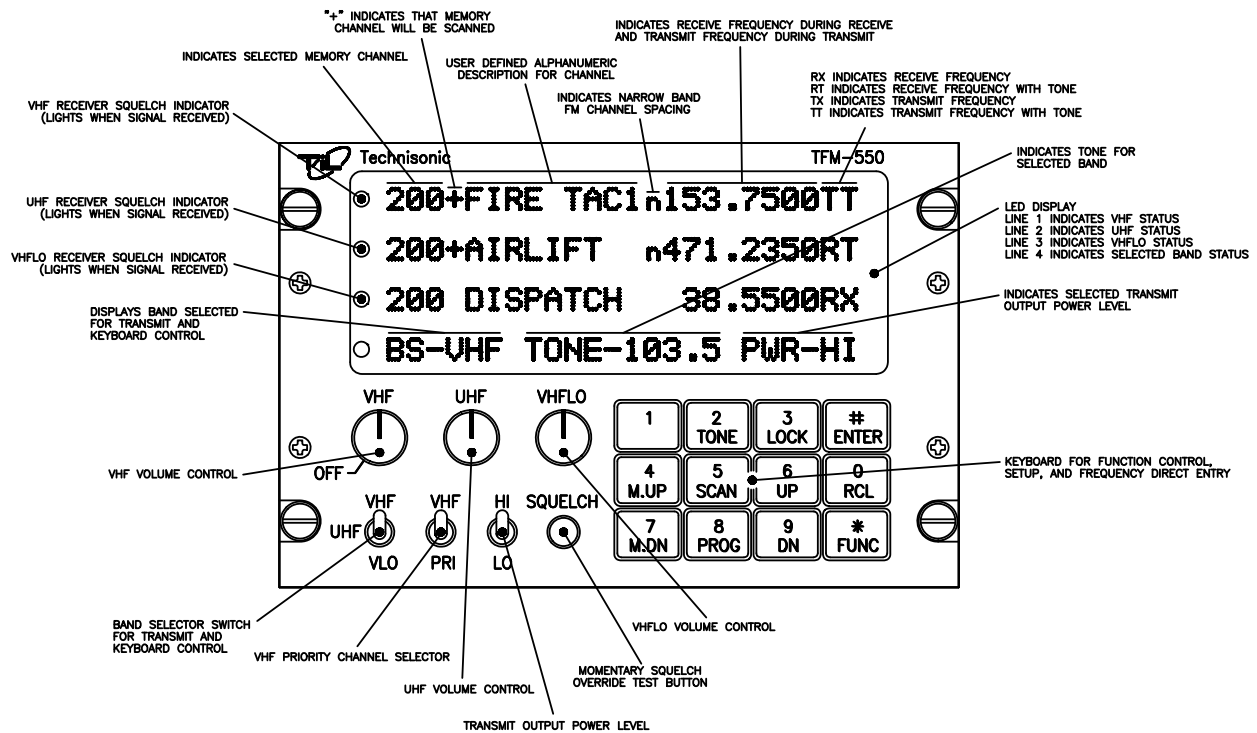 "+" INDICATES THAT MEMORY
CHANNEL WILL BE SCANNED
INDICATES RECEIVE FREQUENCY DURING RECEIVE
AND TRANSMIT FREQUENCY DURING TRANSMIT
INDICATES SELECTED MEMORY CHANNEL
USER DEFINED ALPHANUMERIC
DESCRIPTION FOR CHANNEL
RX INDICATES RECEIVE FREQUENCY
RT INDICATES RECEIVE FREQUENCY WITH TONE
TX INDICATES TRANSMIT FREQUENCY
TT INDICATES TRANSMIT FREQUENCY WITH TONE
INDICATES NARROW BAND
FM CHANNEL SPACING
VHF RECEIVER SQUELCH INDICATOR
(LIGHTS WHEN SIGNAL RECEIVED)
INDICATES TONE FOR
SELECTED BAND
TiL Technisonic TFM-550
200+FIRE TAC1n153.7500TT
UHF RECEIVER SQUELCH INDICATOR
(LIGHTS WHEN SIGNAL RECEIVED)
LED DISPLAY
LINE 1 INDICATES VHF STATUS
LINE 2 INDICATES UHF STATUS
LINE 3 INDICATES VHFLO STATUS
LINE 4 INDICATES SELECTED BAND STATUS
200+AIRLIFT n471.2350RT
VHFLO RECEIVER SQUELCH INDICATOR
(LIGHTS WHEN SIGNAL RECEIVED)
200 DISPATCH 38.5500RX
INDICATES SELECTED TRANSMIT
OUTPUT POWER LEVEL
DISPLAYS BAND SELECTED
FOR TRANSMIT AND
KEYBOARD CONTROL
BS-VHF TONE-103.5 PWR-HI
VHF UHF VHFLO
OFF
1 2 3 #
TONE LOCK ENTER
4 5 6 0
M.UP SCAN UP RCL
7 8 9 *
M.DN PROG DN FUNC
VHF VOLUME CONTROL
KEYBOARD FOR FUNCTION CONTROL,
SETUP, AND FREQUENCY DIRECT ENTRY
VHF VHF HI SQUELCH
UHF
VLO PRI LO
BAND SELECTOR SWITCH
FOR TRANSMIT AND
KEYBOARD CONTROL
VHFLO VOLUME CONTROL
VHF PRIORITY CHANNEL SELECTOR
MOMENTARY SQUELCH
OVERRIDE TEST BUTTON
UHF VOLUME CONTROL
TRANSMIT OUTPUT POWER LEVEL